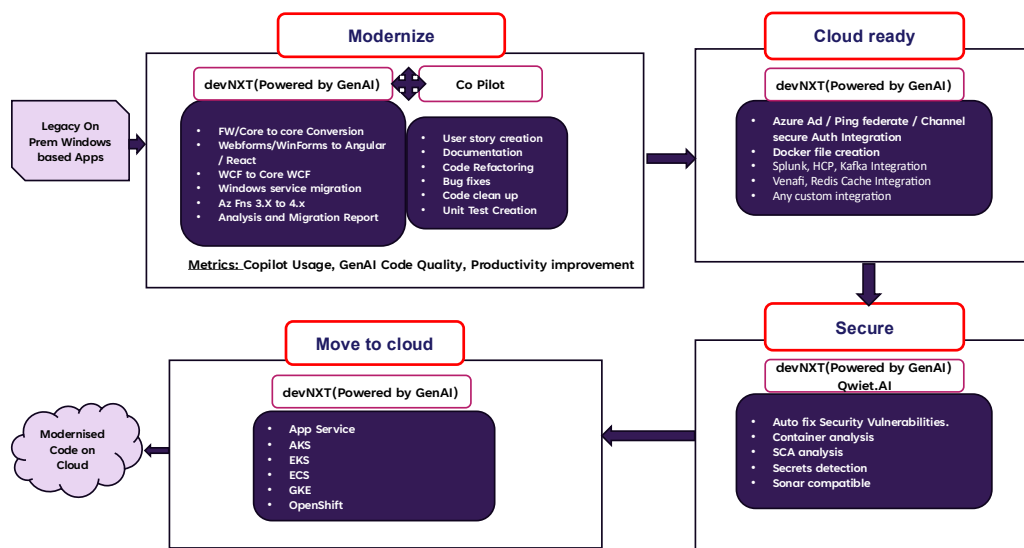 Modernize
devNXT(Powered by GenAI)
Co Pilot
Legacy On
Prem Windows
based Apps
• FW/Core to core Conversion
• Webforms/WinForms to Angular
/ React
• WCF to Core WCF
• Windows service migration
• Az Fns 3.X to 4.x
• Analysis and Migration Report
• User story creation
• Documentation
• Code Refactoring
• Bug fixes
• Code clean up
• Unit Test Creation
Metrics: Copilot Usage, GenAI Code Quality, Productivity improvement
Cloud ready
devNXT(Powered by GenAI)
• Azure Ad / Ping federate / Channel
secure Auth Integration
• Docker file creation
• Splunk, HCP, Kafka Integration
• Venafi, Redis Cache Integration
• Any custom integration
Secure
devNXT(Powered by GenAI)
Qwiet.AI
• Auto fix Security Vulnerabilities.
• Container analysis
• SCA analysis
• Secrets detection
• Sonar compatible
Move to cloud
devNXT(Powered by GenAI)
• App Service
• AKS
• EKS
• ECS
• GKE
• OpenShift
Modernised
Code on
Cloud